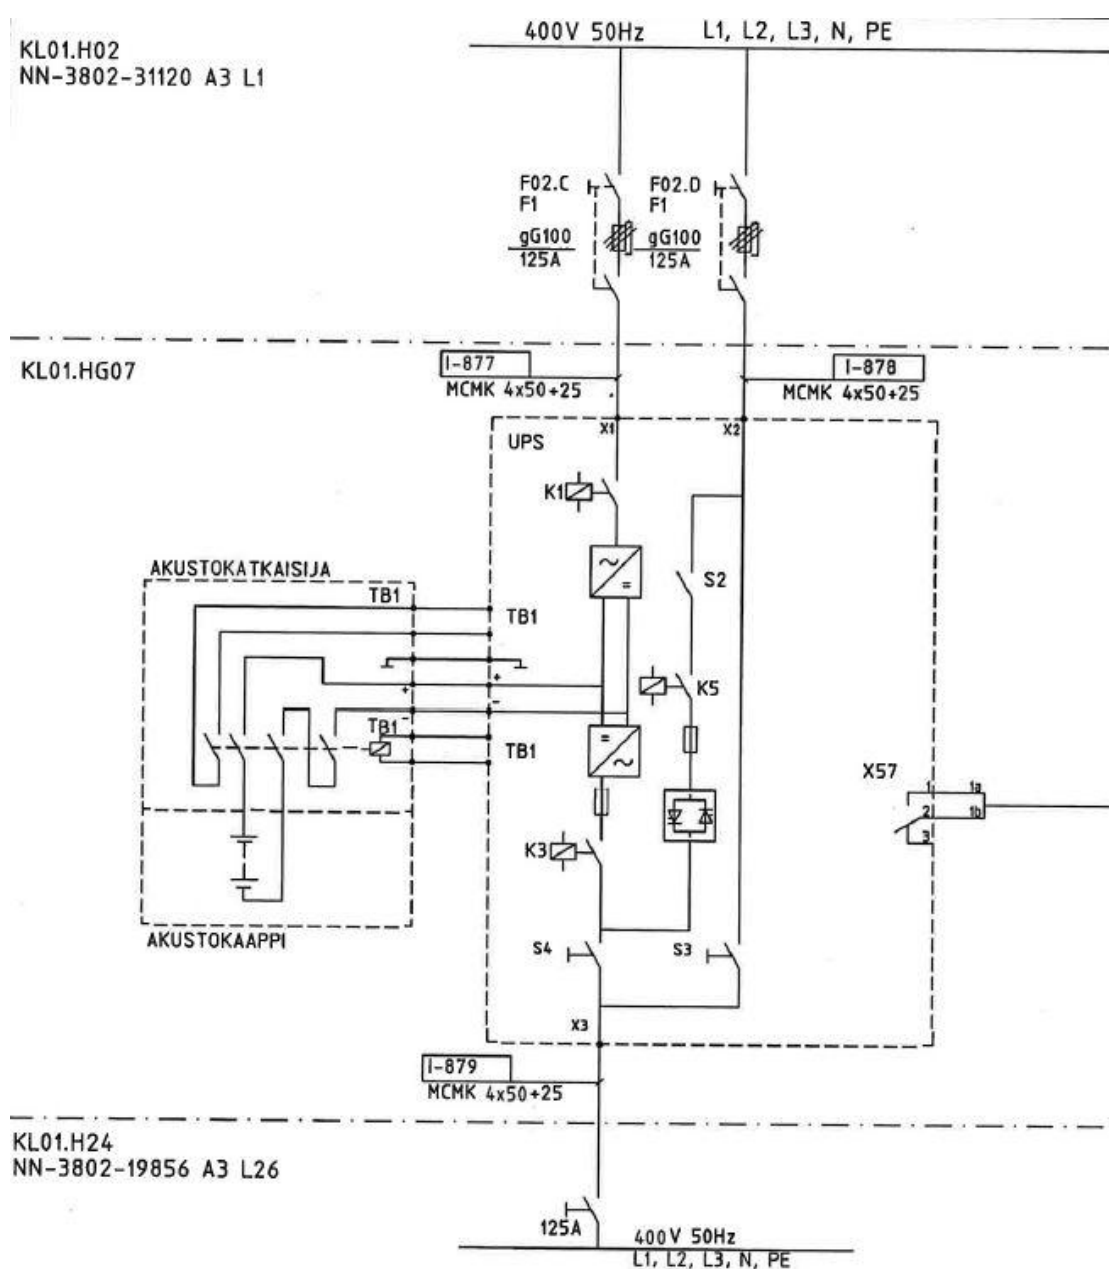 400V 50Hz L1, L2, L3, N, PE
KL01.H02
NN-3802-31120 A3 L1
F02.C
F1
gG100
125A
F02.D
F1
gG100
125A
KL01.HG07
I-877
MCMK 4x50+25
I-878
MCMK 4x50+25
X1
X2
UPS
K1
AKUSTOKATKAISIJA
TB1
TB1
S2
+
+
K5
-
-
TB1
TB1
=
~
=
~
X57
1
1a
2
1b
3
K3
AKUSTOKAAPPI
S4
S3
X3
I-879
MCMK 4x50+25
KL01.H24
NN-3802-19856 A3 L26
125A
400V 50Hz
L1, L2, L3, N, PE